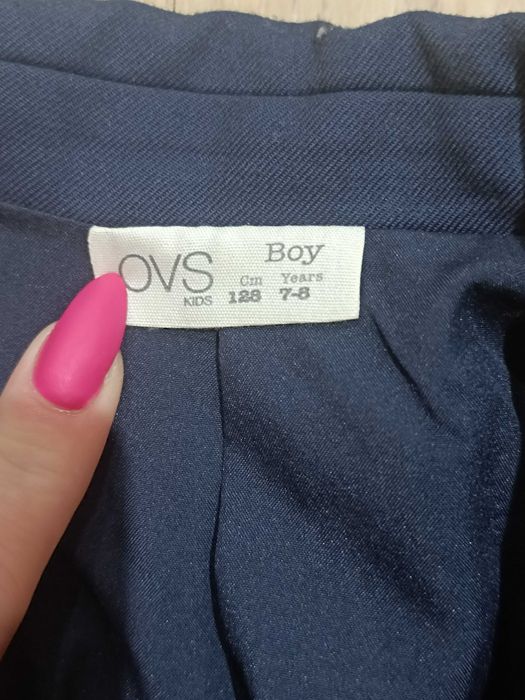 OVS
KIDS
Boy
Cm Years
128 7-8